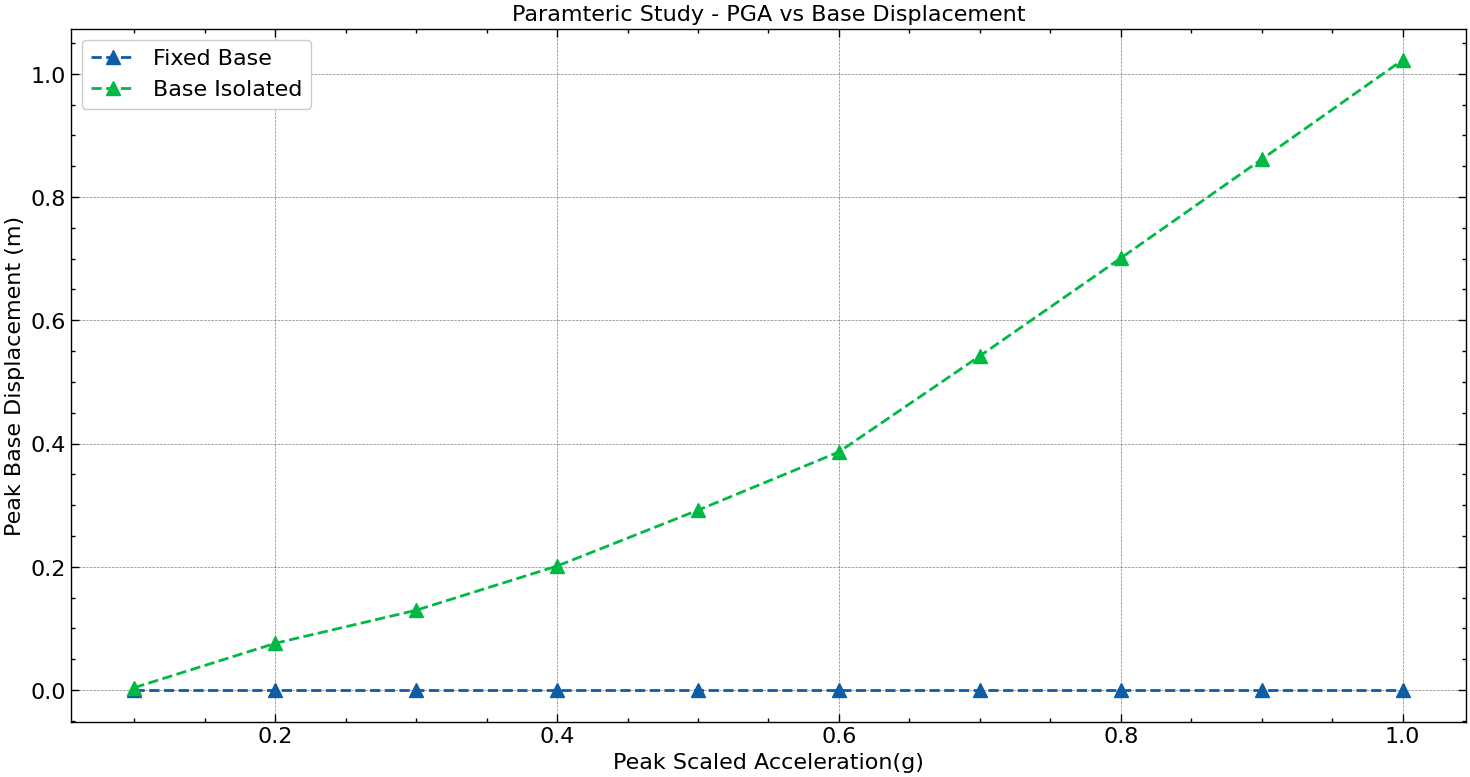 Paramteric Study - PGA vs Base Displacement
Fixed Base
Base Isolated
1.0
0.8
0.6
0.4
0.2
0.0
Peak Base Displacement (m)
0.2 0.4 0.6 0.8 1.0
Peak Scaled Acceleration(g)